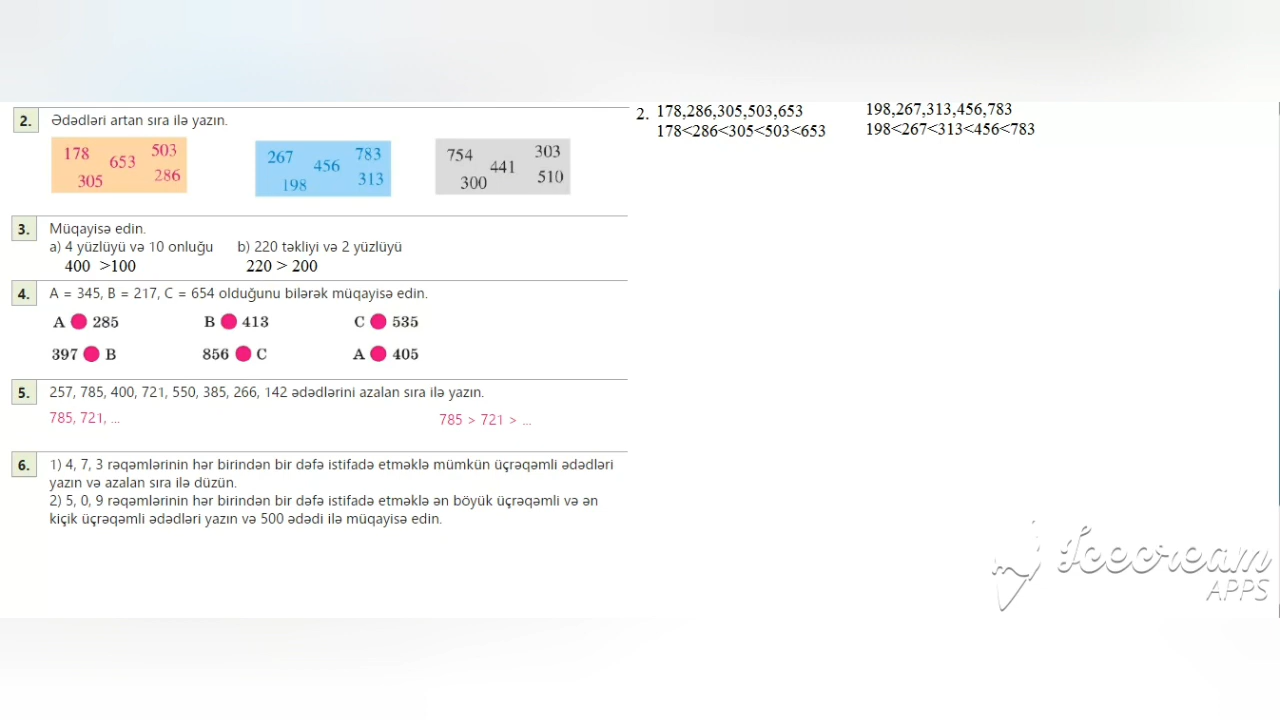 2. Ədədləri artan sıra ilə yazın.
178 653 503
305 286
267 456 783
198 313
754 441 303
300 510
3. Müqayisə edin.
a) 4 yüzlüyü və 10 onluğu b) 220 təkliyi və 2 yüzlüyü
400 >100 220 > 200
4. A = 345, B = 217, C = 654 olduğunu bilərək müqayisə edin.
A 285 B 413 C 535
397 B 856 C A 405
5. 257, 785, 400, 721, 550, 385, 266, 142 ədədlərini azalan sıra ilə yazın.
785, 721, ... 785 > 721 > ...
6. 1) 4, 7, 3 rəqəmlərinin hər birindən bir dəfə istifadə etməklə mümkün üçrəqəmli ədədləri
yazın və azalan sıra ilə düzün.
2) 5, 0, 9 rəqəmlərinin hər birindən bir dəfə istifadə etməklə ən böyük üçrəqəmli və ən
kiçik üçrəqəmli ədədləri yazın və 500 ədədi ilə müqayisə edin.
2. 178,286,305,503,653 198,267,313,456,783
178<286<305<503<653 198<267<313<456<783
Icecream
APPS